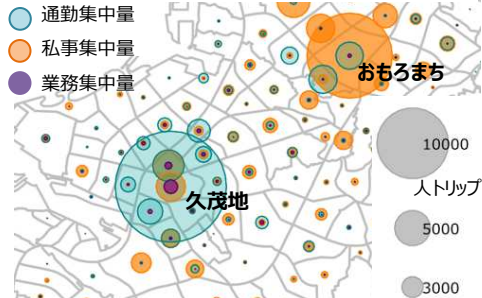 通勤集中量
私事集中量
業務集中量
おもろまち
久茂地
10000
人トリップ
5000
3000